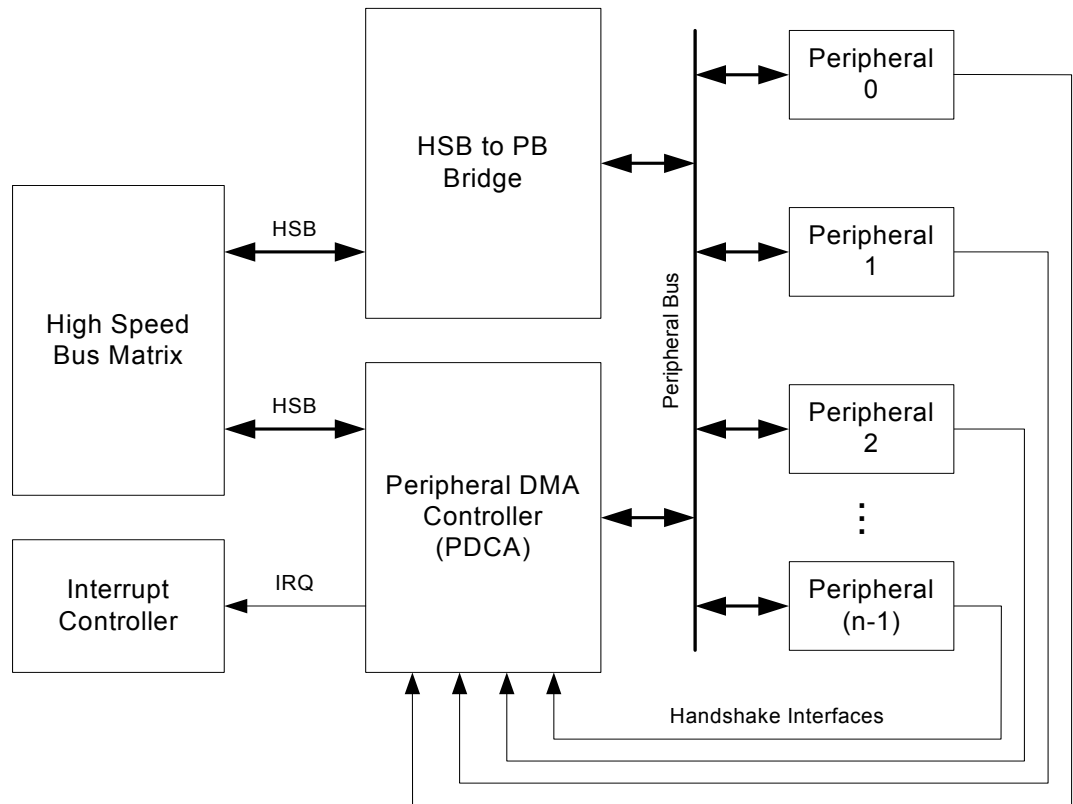 Peripheral
0
HSB to PB
Bridge
HSB
Peripheral
1
High Speed
Bus Matrix
Peripheral Bus
HSB
Peripheral
2
Peripheral DMA
Controller
(PDCA)
⋮
Interrupt
Controller
IRQ
Peripheral
(n-1)
Handshake Interfaces